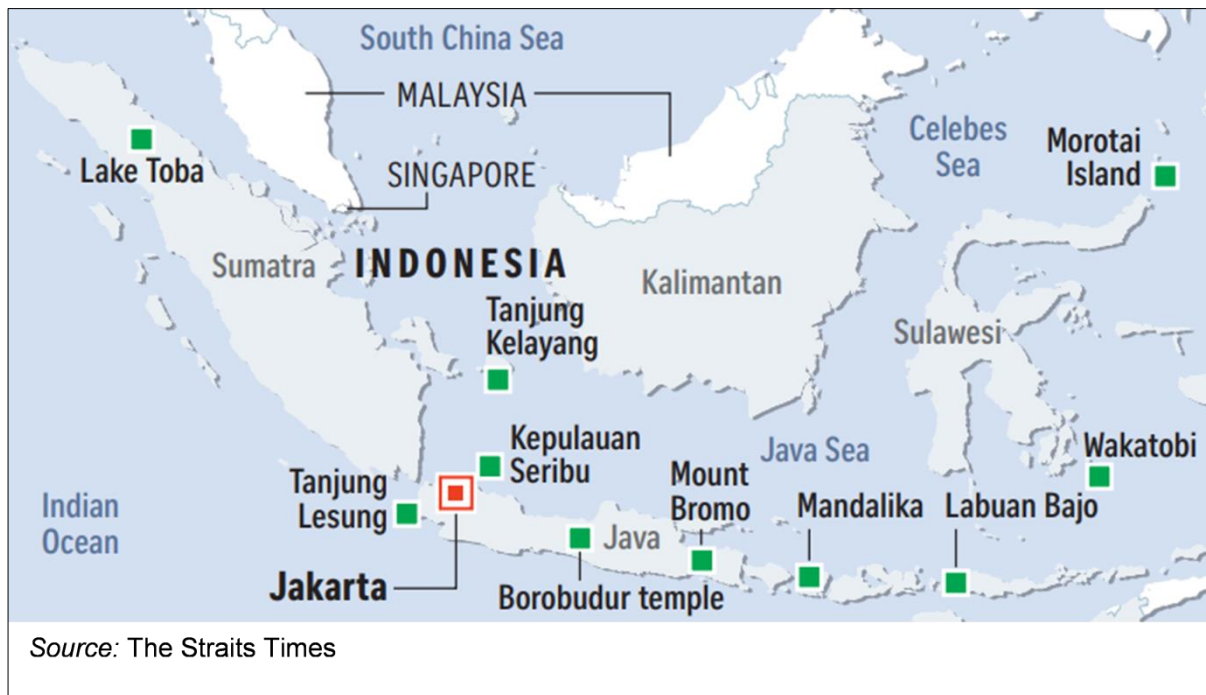 South China Sea
MALAYSIA
Celebes
Sea
Morotai
Island
Lake Toba
SINGAPORE
Sumatra
INDONESIA
Kalimantan
Tanjung
Kelayang
Sulawesi
Kepulauan
Seribu
Java Sea
Wakatobi
Tanjung
Lesung
Mount
Bromo
Mandalika
Labuan Bajo
Indian
Ocean
Java
Jakarta
Borobudur temple
Source: The Straits Times